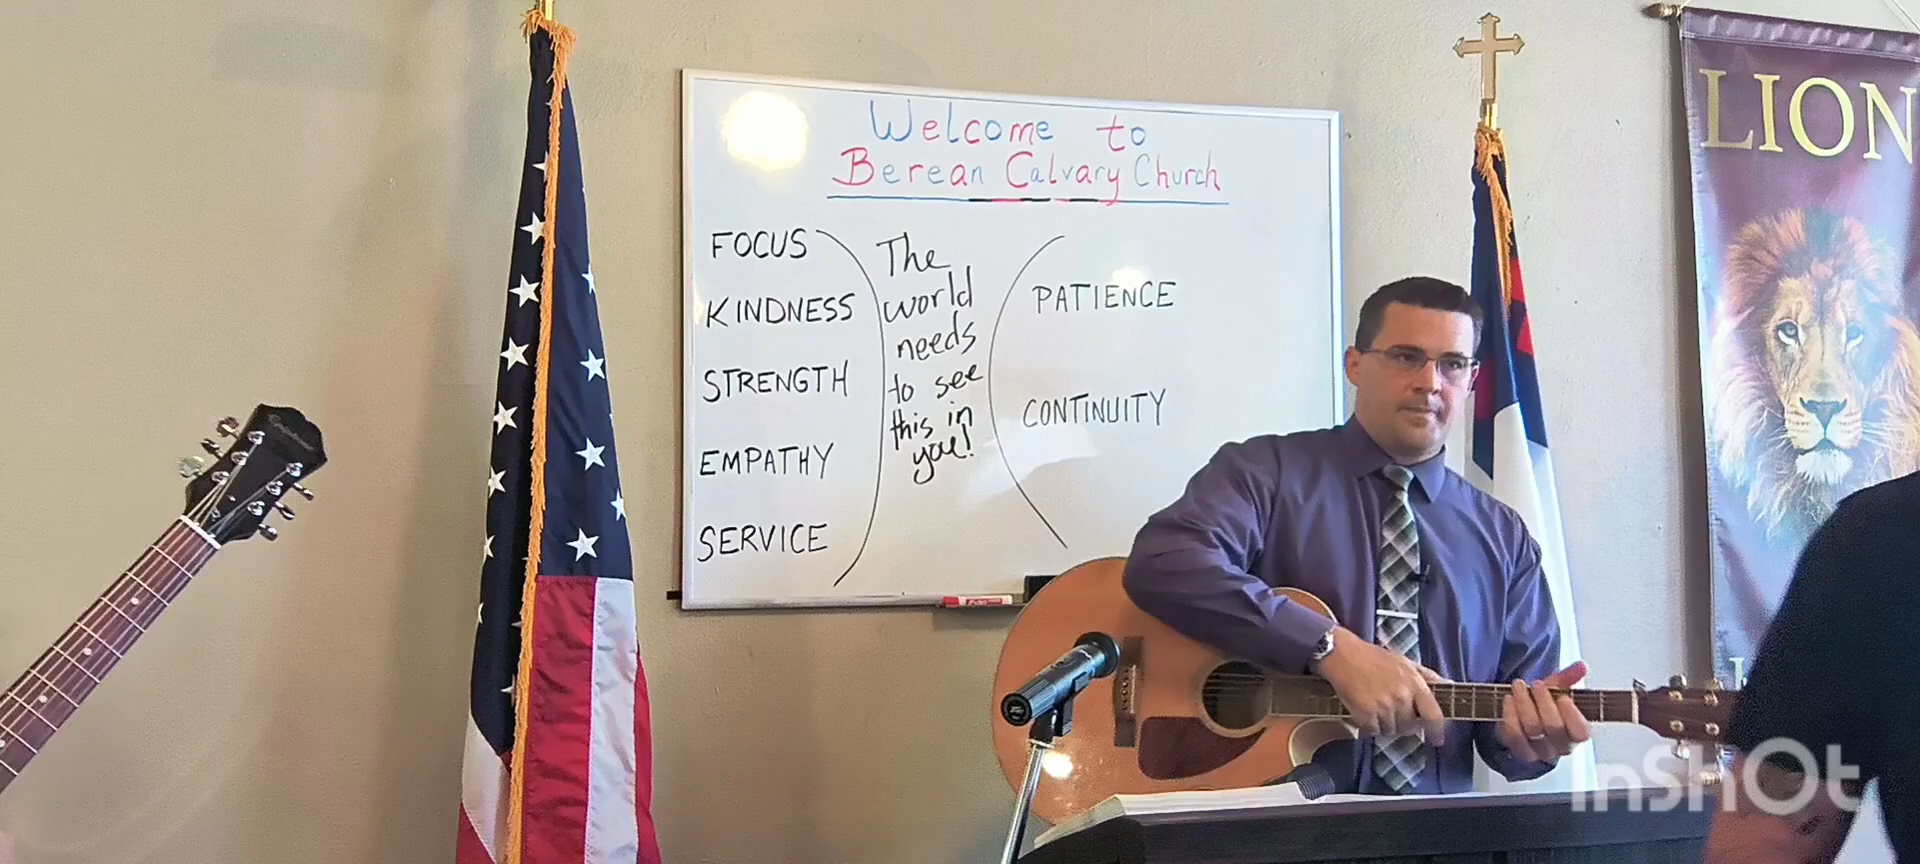 Welcome to
Berean Calvary Church
FOCUS
KINDNESS
STRENGTH
EMPATHY
SERVICE
The
world
needs
to see
this in
you!
PATIENCE
CONTINUITY
LION
InShOt